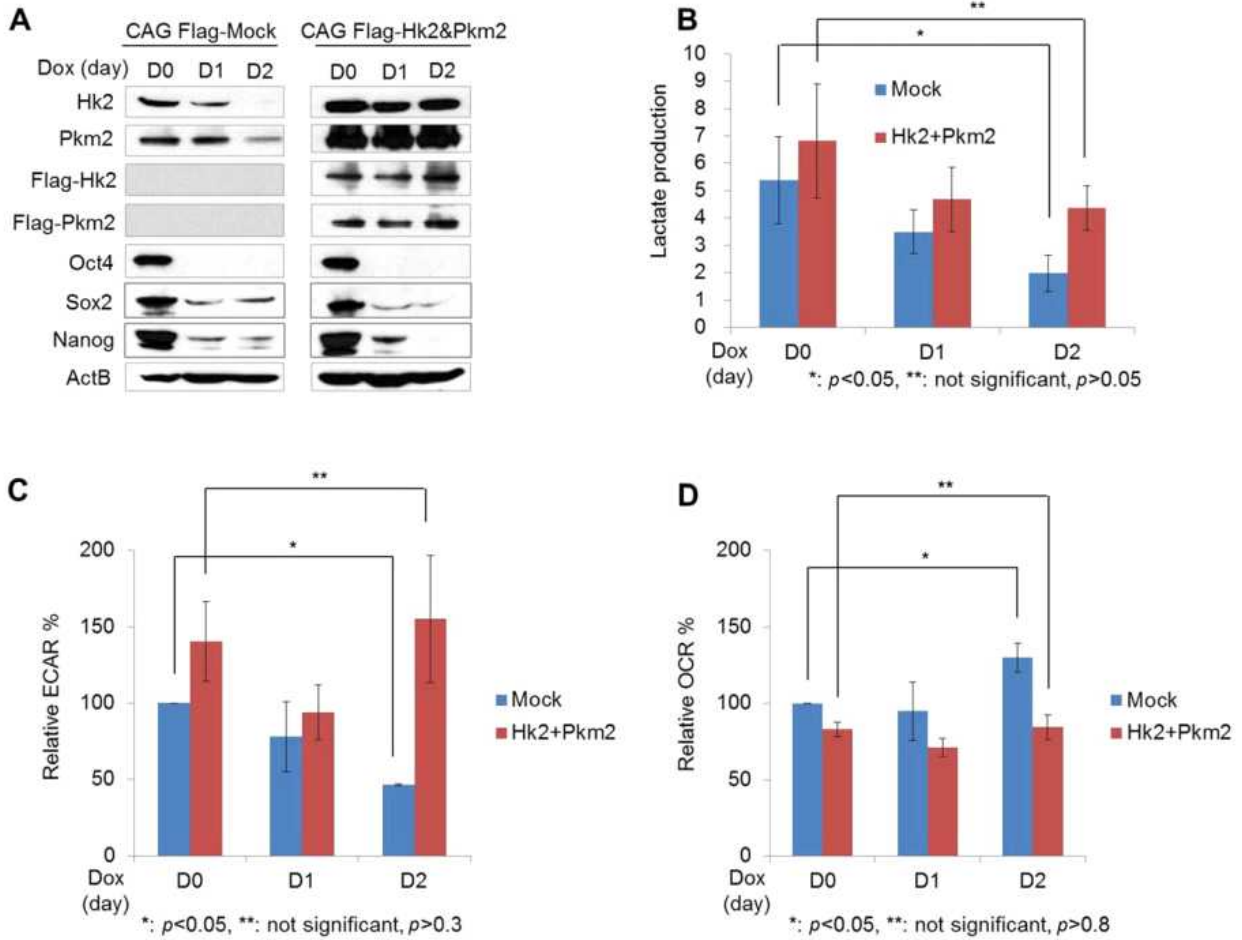 A
CAG Flag-Mock CAG Flag-Hk2&Pkm2
Dox (day) D0 D1 D2 D0 D1 D2
Hk2
Pkm2
Flag-Hk2
Flag-Pkm2
Oct4
Sox2
Nanog
ActB
B
**
*
10
9
8
7
6
5
4
3
2
1
0
Lactate production
Mock
Hk2+Pkm2
Dox (day) D0 D1 D2
*: p<0.05, **: not significant, p>0.05
C
**
*
200
150
100
50
0
Relative ECAR %
Mock
Hk2+Pkm2
Dox (day) D0 D1 D2
*: p<0.05, **: not significant, p>0.3
D
**
*
200
150
100
50
0
Relative OCR %
Mock
Hk2+Pkm2
Dox (day) D0 D1 D2
*: p<0.05, **: not significant, p>0.8